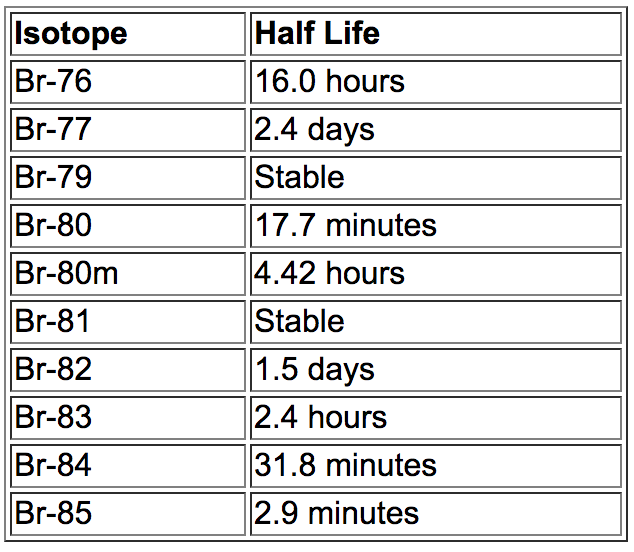 Isotope Half Life
Br-76 16.0 hours
Br-77 2.4 days
Br-79 Stable
Br-80 17.7 minutes
Br-80m 4.42 hours
Br-81 Stable
Br-82 1.5 days
Br-83 2.4 hours
Br-84 31.8 minutes
Br-85 2.9 minutes